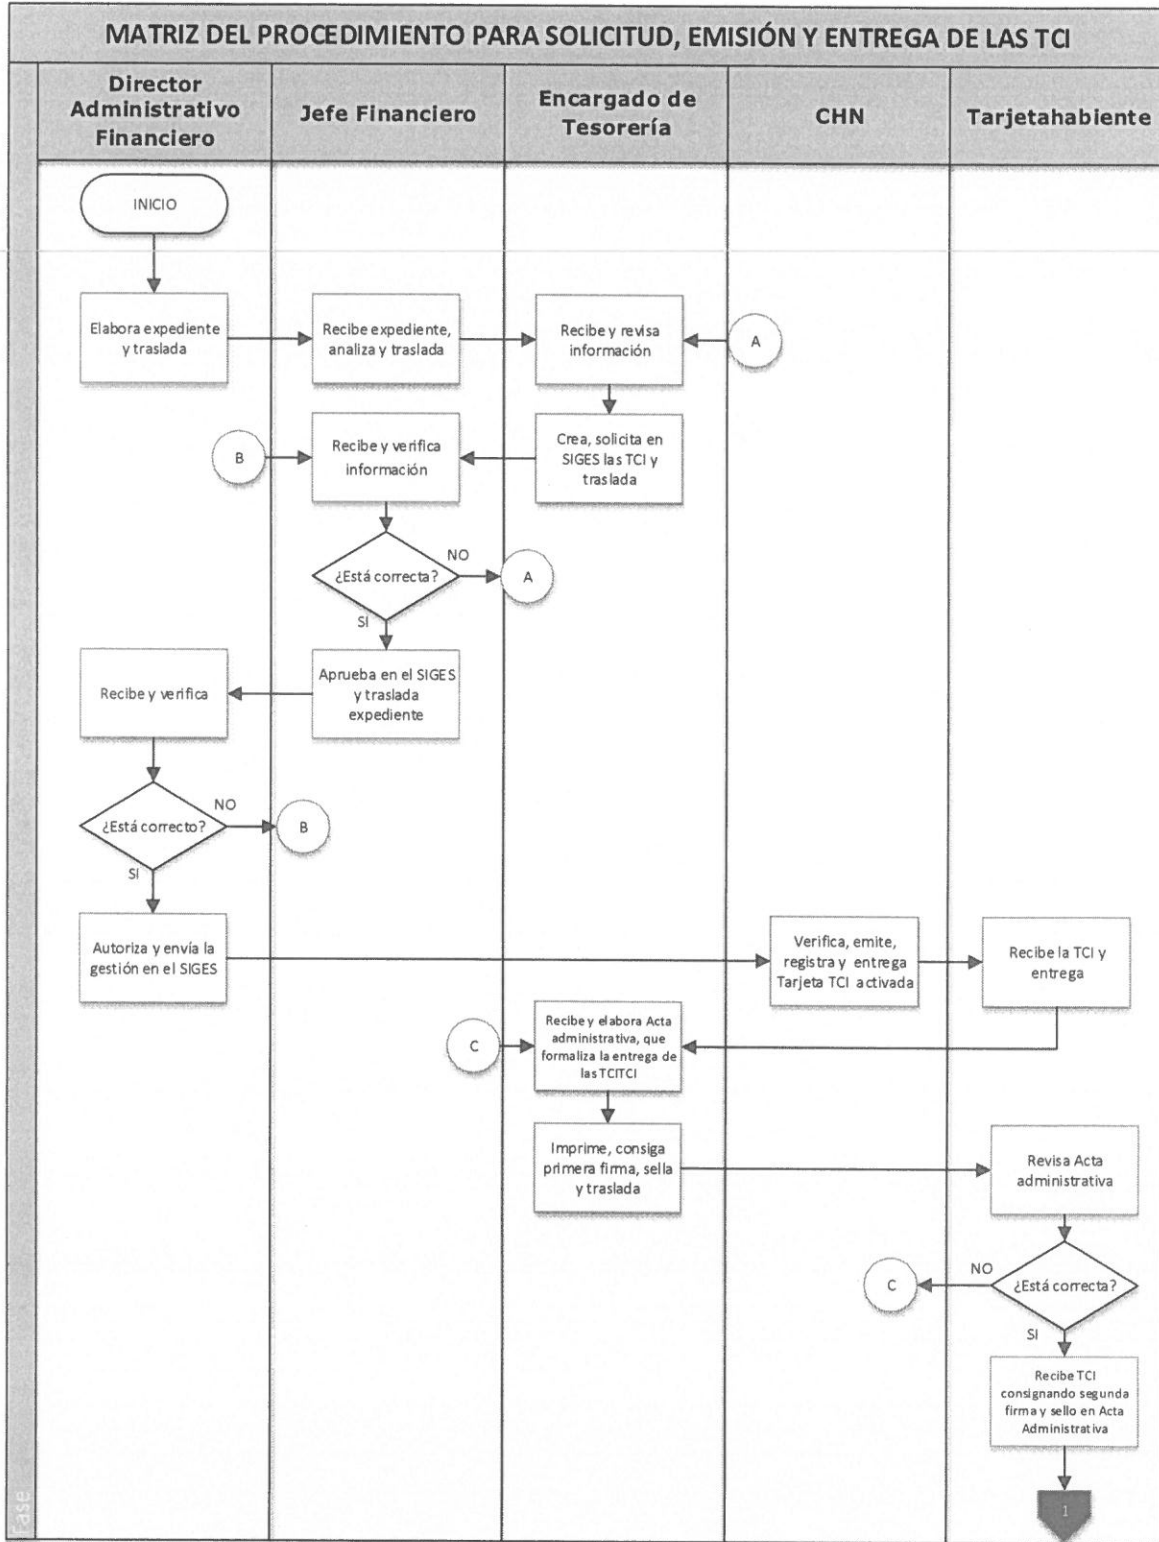 MATRIZ DEL PROCEDIMIENTO PARA SOLICITUD, EMISIÓN Y ENTREGA DE LAS TCI
Director
Administrativo
Financiero
Jefe Financiero
Encargado de
Tesorería
CHN
Tarjetahabiente
INICIO
Elabora expediente
y traslada
Recibe expediente,
analiza y traslada
Recibe y revisa
información
A
B
Recibe y verifica
información
Crea, solicita en
SIGES las TCI y
traslada
¿Está correcta?
NO
A
SI
Recibe y verifica
Aprueba en el SIGES
y traslada
expediente
¿Está correcto?
NO
B
SI
Autoriza y envía la
gestión en el SIGES
Verifica, emite,
registra y entrega
Tarjeta TCI activada
Recibe la TCI y
entrega
C
Recibe y elabora Acta
administrativa, que
formaliza la entrega de
las TCITCI
Imprime, consiga
primera firma, sella
y traslada
Revisa Acta
administrativa
¿Está correcta?
NO
C
SI
Recibe TCI
consignando segunda
firma y sello en Acta
Administrativa
1
Fase